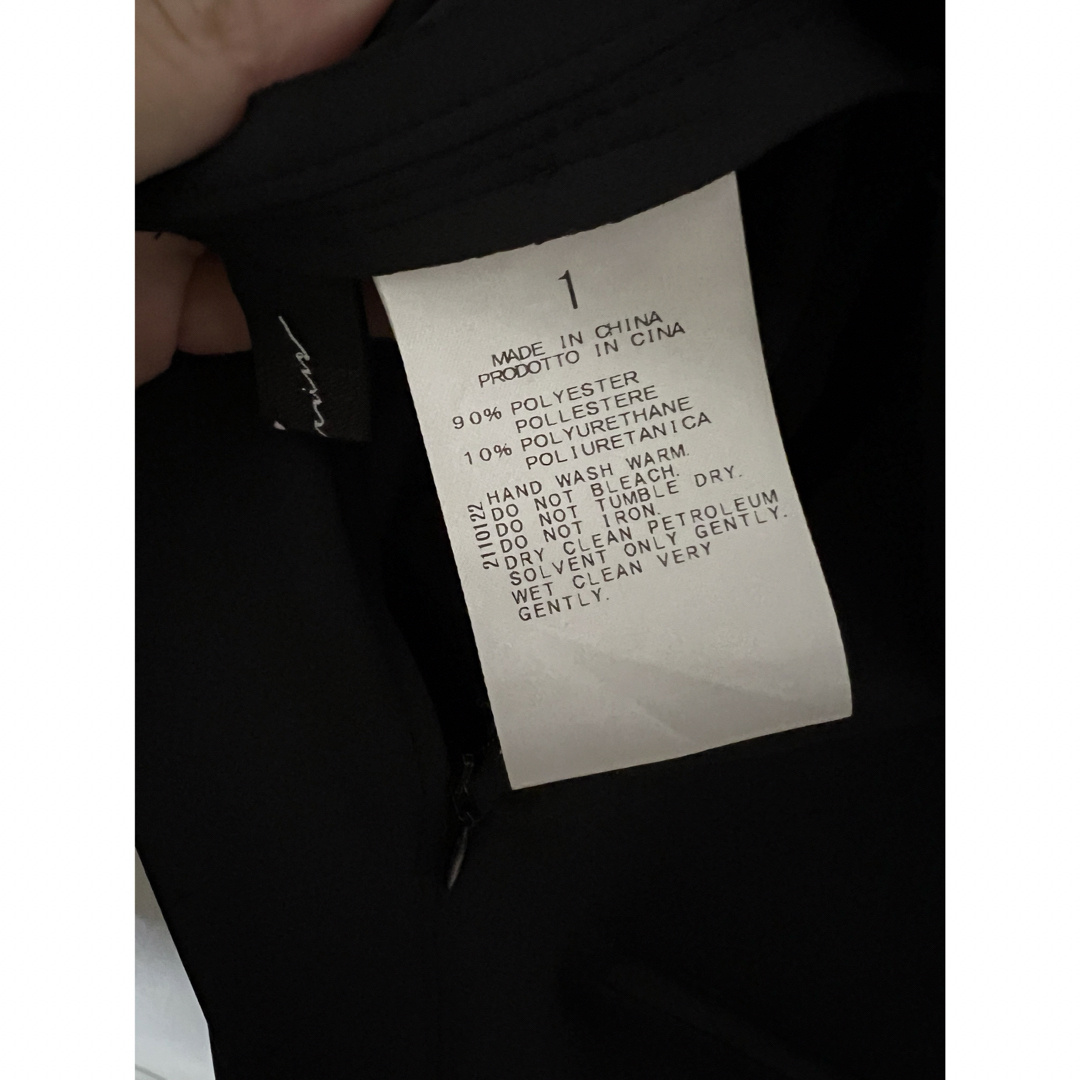 1
MADE IN CHINA
PRODOTTO IN CINA
90% POLYESTER
POLLESTERE
10% POLYURETHANE
POLIURETANICA
HAND WASH WARM.
DO NOT BLEACH.
DO NOT TUMBLE DRY.
DO NOT IRON.
DRY CLEAN PETROLEUM
SOLVENT ONLY GENTLY.
WET CLEAN VERY
GENTLY.
2110122